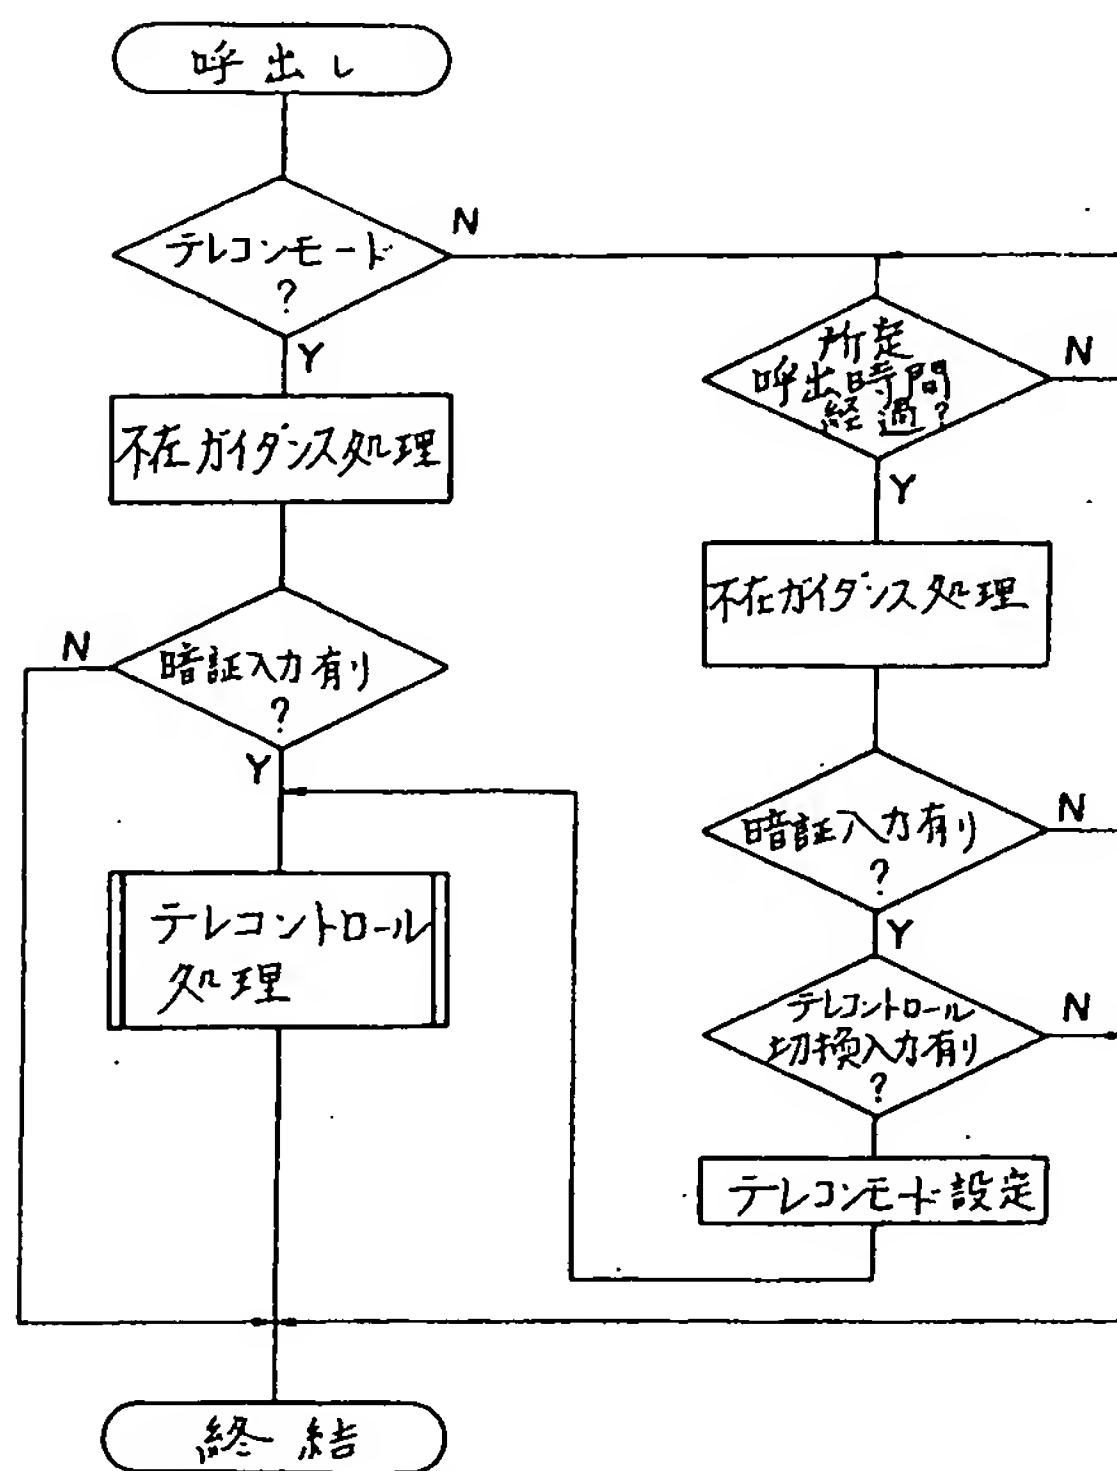 呼出し
テレコンモード
?
N
Y
不在ガイダンス処理
暗証入力有り
?
N
Y
テレコントロール
処理
終結
所定
呼出時間
経過?
N
Y
不在ガイダンス処理
暗証入力有り
?
N
Y
テレコントロール
切換入力有り
?
N
テレコンモード設定